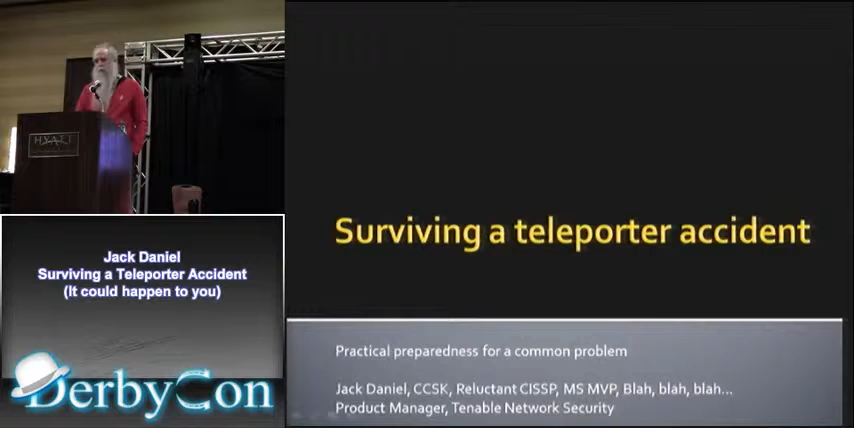 HYATT
Jack Daniel
Surviving a Teleporter Accident
(It could happen to you)
DerbyCon
Surviving a teleporter accident
Practical preparedness for a common problem
Jack Daniel, CCSK, Reluctant CISSP, MS MVP, Blah, blah, blah...
Product Manager, Tenable Network Security